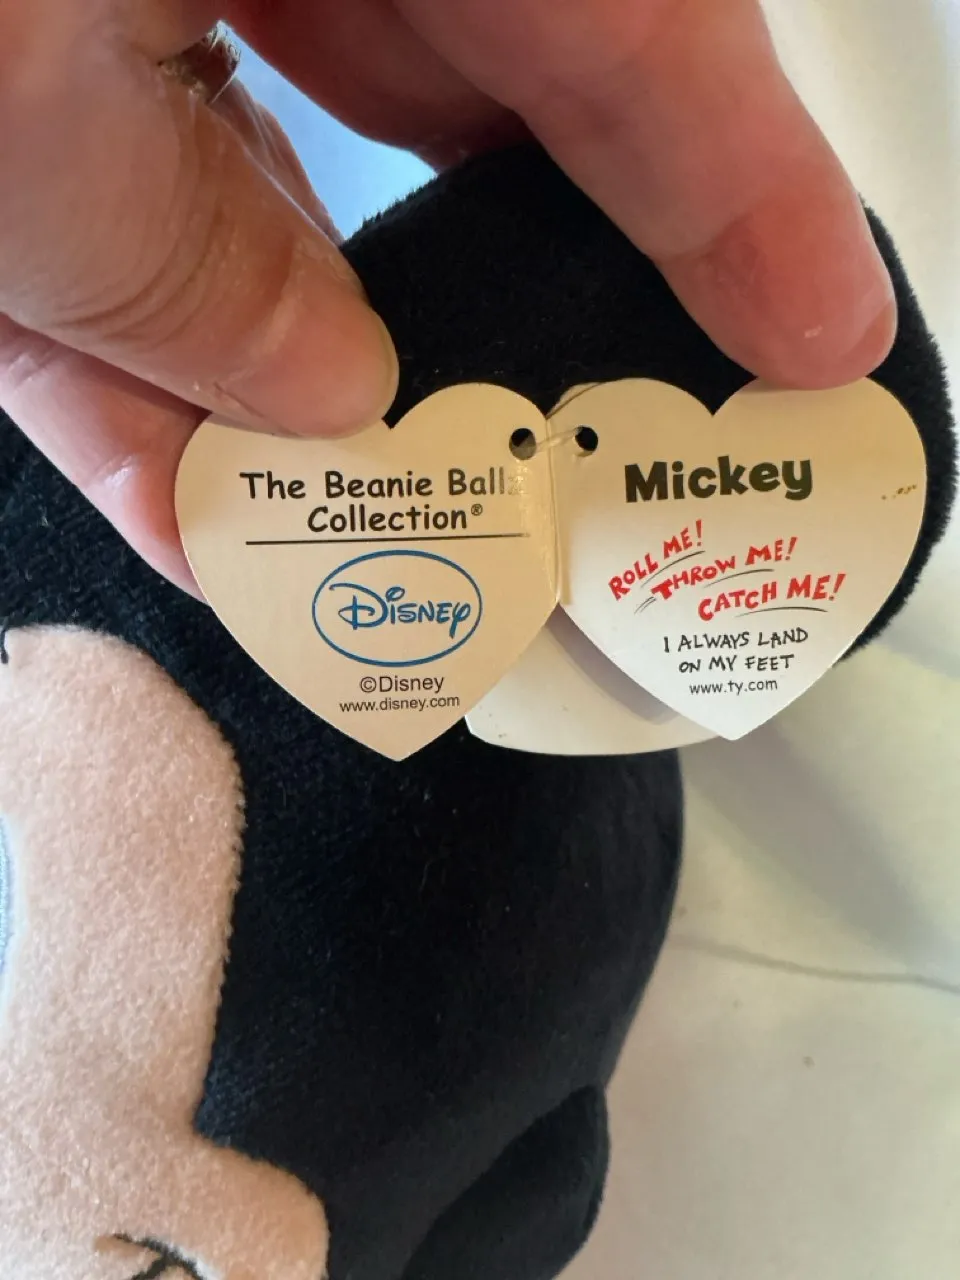 The Beanie Ballz
Collection®
Disney
©Disney
www.disney.com
Mickey
ROLL ME!
THROW ME!
CATCH ME!
I ALWAYS LAND
ON MY FEET
www.ty.com